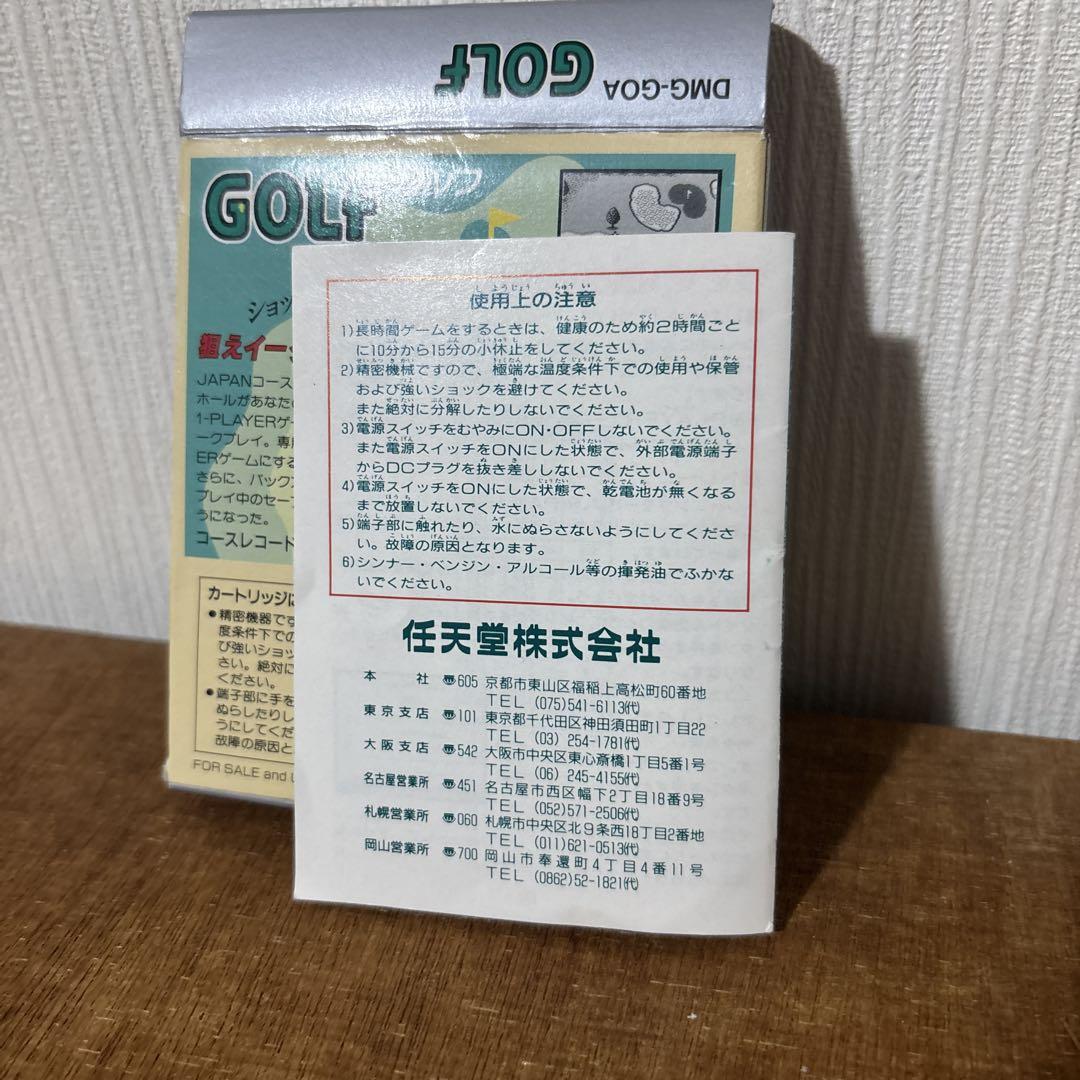 DMG-GOA GOLF
GOLF
ショッ
狙えイー
JAPANコース
ホールがあなた
1-PLAYERゲー
ークプレイ。専
ERゲームにす
さらに、バック
プレイ中のセー
うになった。
コースレコード
カートリッジに
●精密機器で
度条件下での
び強いショッ
さい。絶対に
ください。
●端子部に手を
ぬらしたりし
うにしてくだ
故障の原因と
FOR SALE and
使用上の注意
1)長時間ゲームをするときは、健康のため約2時間ごと
に10分から15分の小休止をしてください。
2)精密機械ですので、極端な温度条件下での使用や保管
および強いショックを避けてください。
また絶対に分解したりしないでください。
3)電源スイッチをむやみにON・OFFしないでください。
また電源スイッチをONにした状態で、外部電源端子
からDCプラグを抜き差ししないでください。
4)電源スイッチをONにした状態で、乾電池が無くなる
まで放置しないでください。
5)端子部に触れたり、水にぬらさないようにしてくださ
い。故障の原因となります。
6)シンナー・ベンジン・アルコール等の揮発油でふかな
いでください。
任天堂株式会社
本社 〠605 京都市東山区福稲上高松町60番地
TEL (075)541-6113㈹
東京支店 〠101 東京都千代田区神田須田町1丁目22
TEL (03) 254-1781㈹
大阪支店 〠542 大阪市中央区東心斎橋1丁目5番1号
TEL (06) 245-4155㈹
名古屋営業所 〠451 名古屋市西区幅下2丁目18番9号
TEL (052)571-2506㈹
札幌営業所 〠060 札幌市中央区北9条西18丁目2番地
TEL (011)621-0513㈹
岡山営業所 〠700 岡山市奉還町4丁目4番11号
TEL (0862)52-1821㈹